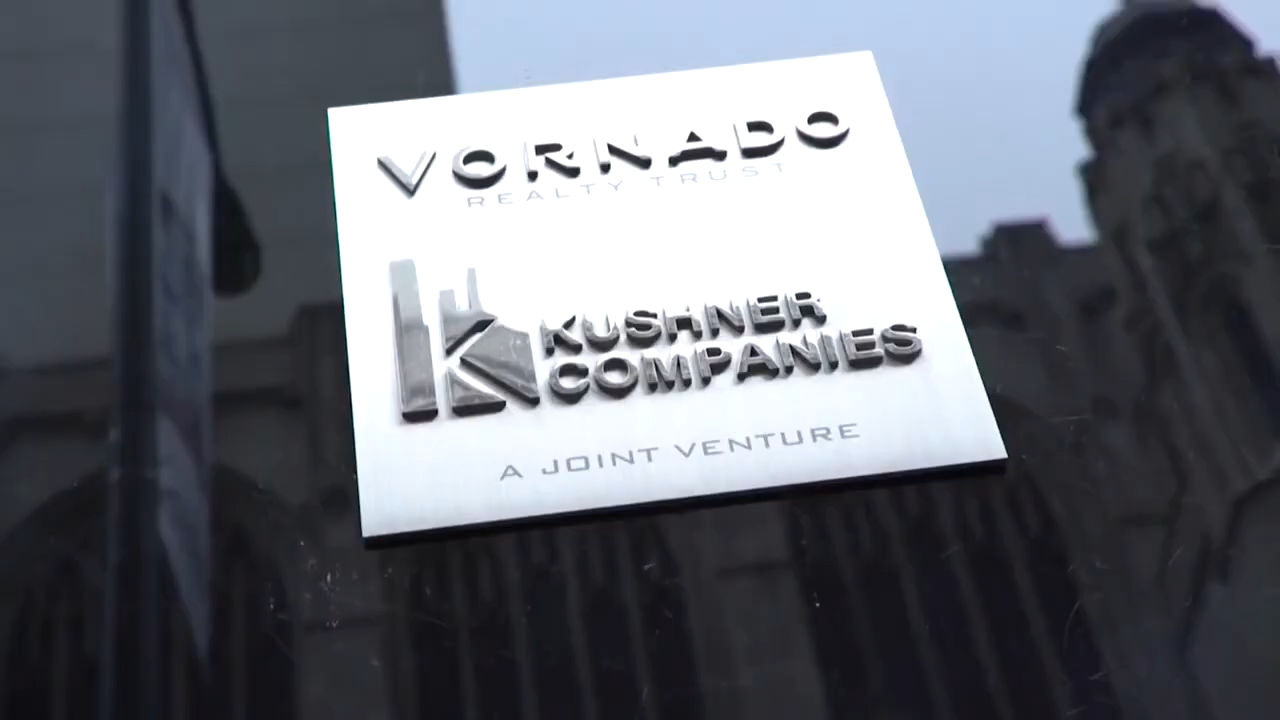 VORNADO
REALTY TRUST
KUSHNER
COMPANIES
A JOINT VENTURE